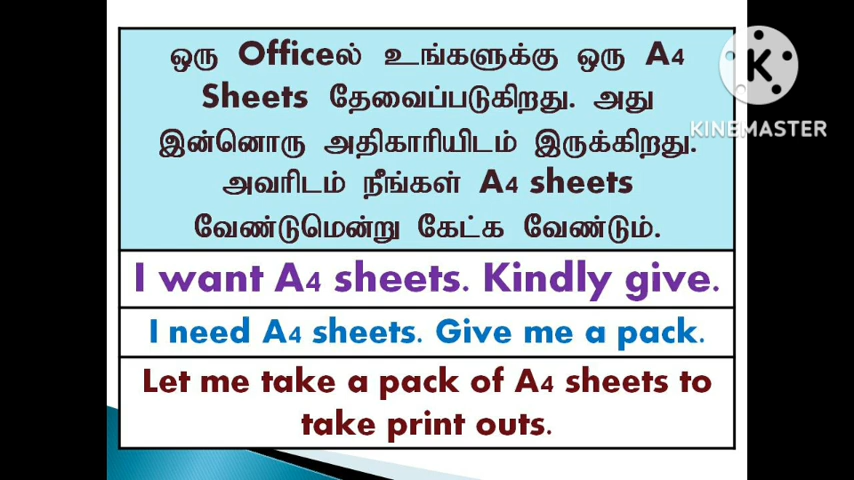 ஒரு Officeல் உங்களுக்கு ஒரு A4
Sheets தேவைப்படுகிறது. அது
இன்னொரு அதிகாரியிடம் இருக்கிறது.
அவரிடம் நீங்கள் A4 sheets
வேண்டுமென்று கேட்க வேண்டும்.
I want A4 sheets. Kindly give.
I need A4 sheets. Give me a pack.
Let me take a pack of A4 sheets to
take print outs.
K
KINEMASTER